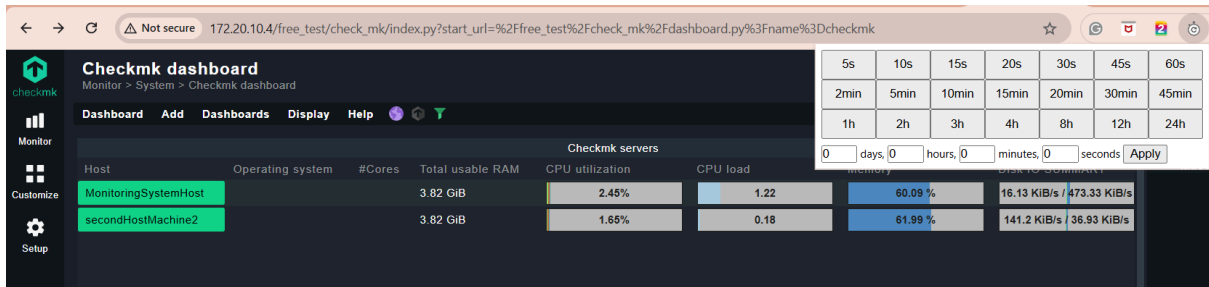 Not secure 172.20.10.4/free_test/check_mk/index.py?start_url=%2Ffree_test%2Fcheck_mk%2Fdashboard.py%3Fname%3Dcheckmk
2
checkmk
Monitor
Customize
Setup
Checkmk dashboard
Monitor > System > Checkmk dashboard
Dashboard Add Dashboards Display Help
5s 10s 15s 20s 30s 45s 60s
2min 5min 10min 15min 20min 30min 45min
1h 2h 3h 4h 8h 12h 24h
0 days, 0 hours, 0 minutes, 0 seconds Apply
Checkmk servers
Host Operating system #Cores Total usable RAM CPU utilization CPU load Memory Disk IO SUMMARY
MonitoringSystemHost 3.82 GiB 2.45% 1.22 60.09 % 16.13 KiB/s / 473.33 KiB/s
secondHostMachine2 3.82 GiB 1.65% 0.18 61.99 % 141.2 KiB/s / 36.93 KiB/s